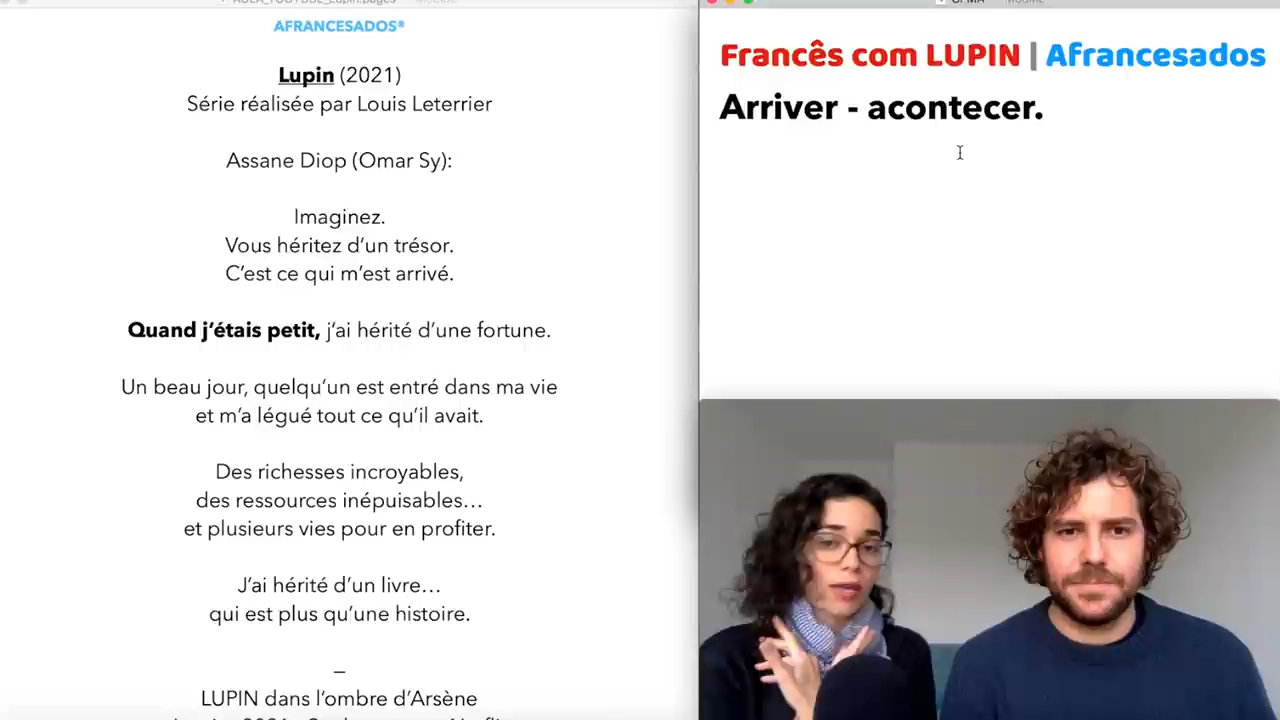 AFRANCESADOS®
Lupin (2021)
Série réalisée par Louis Leterrier
Assane Diop (Omar Sy):
Imaginez.
Vous héritez d'un trésor.
C'est ce qui m'est arrivé.
Quand j'étais petit, j'ai hérité d'une fortune.
Un beau jour, quelqu'un est entré dans ma vie
et m'a légué tout ce qu'il avait.
Des richesses incroyables,
des ressources inépuisables…
et plusieurs vies pour en profiter.
J'ai hérité d'un livre…
qui est plus qu'une histoire.
—
LUPIN dans l'ombre d'Arsène
Francês com LUPIN | Afrancesados
Arriver - acontecer.